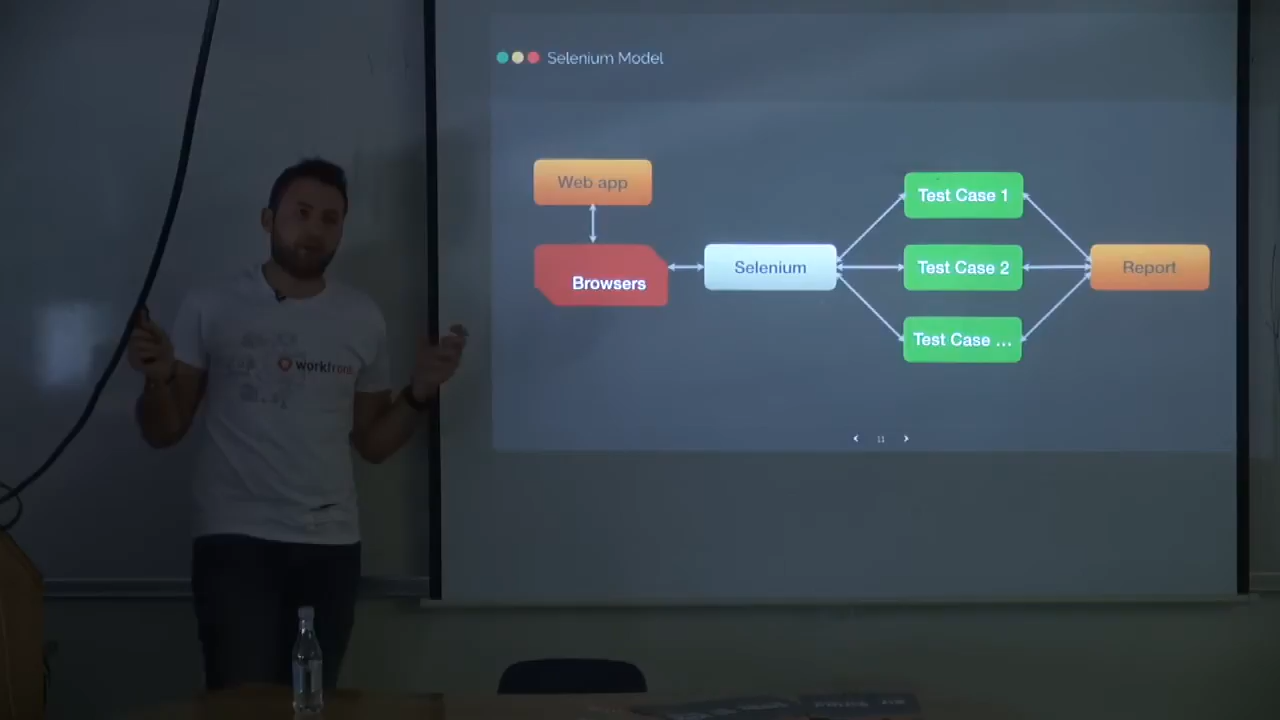 Selenium Model
Web app
Browsers
Selenium
Test Case 1
Test Case 2
Test Case ...
Report
11
workfront